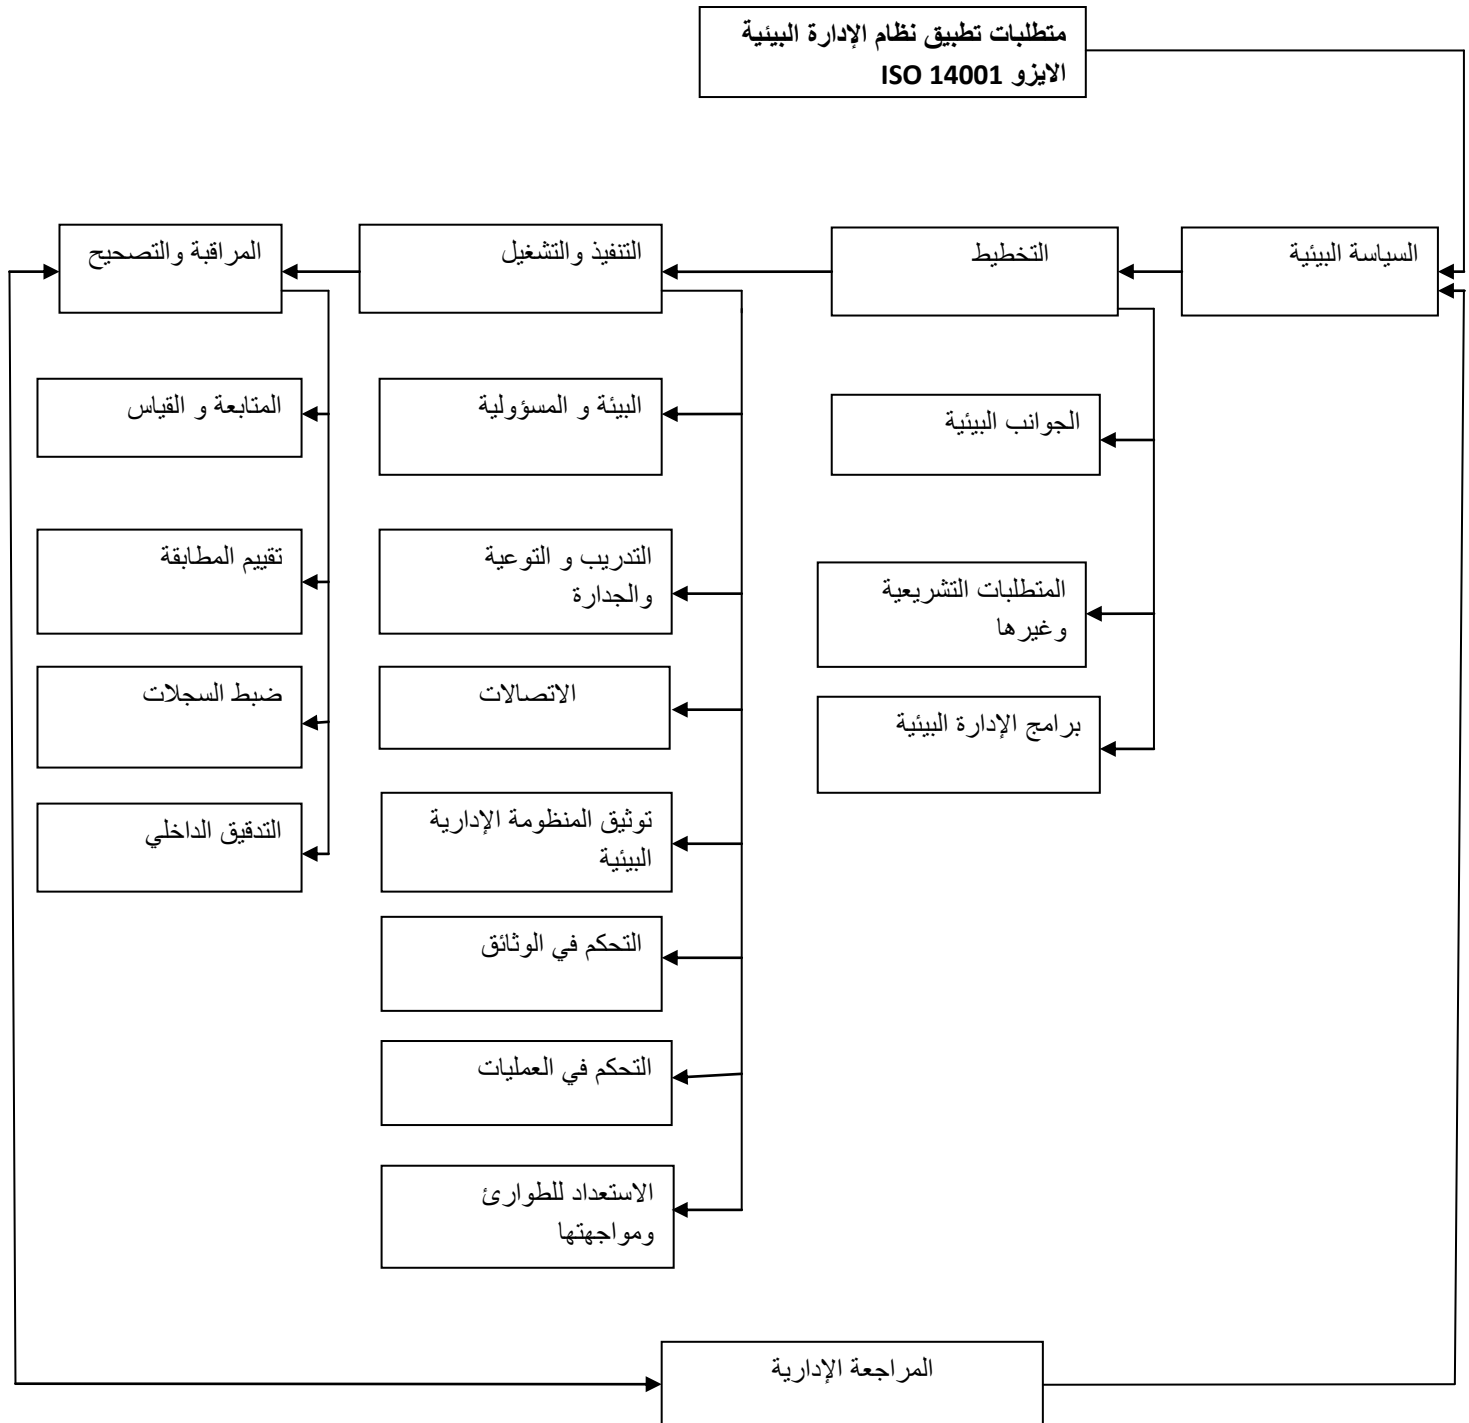 متطلبات تطبيق نظام الإدارة البيئية
الايزو ISO 14001
السياسة البيئية
التخطيط
التنفيذ والتشغيل
المراقبة والتصحيح
الجوانب البيئية
المتطلبات التشريعية
وغيرها
برامج الإدارة البيئية
البيئة و المسؤولية
التدريب و التوعية
والجدارة
الاتصالات
توثيق المنظومة الإدارية
البيئية
التحكم في الوثائق
التحكم في العمليات
الاستعداد للطوارئ
ومواجهتها
المتابعة و القياس
تقييم المطابقة
ضبط السجلات
التدقيق الداخلي
المراجعة الإدارية